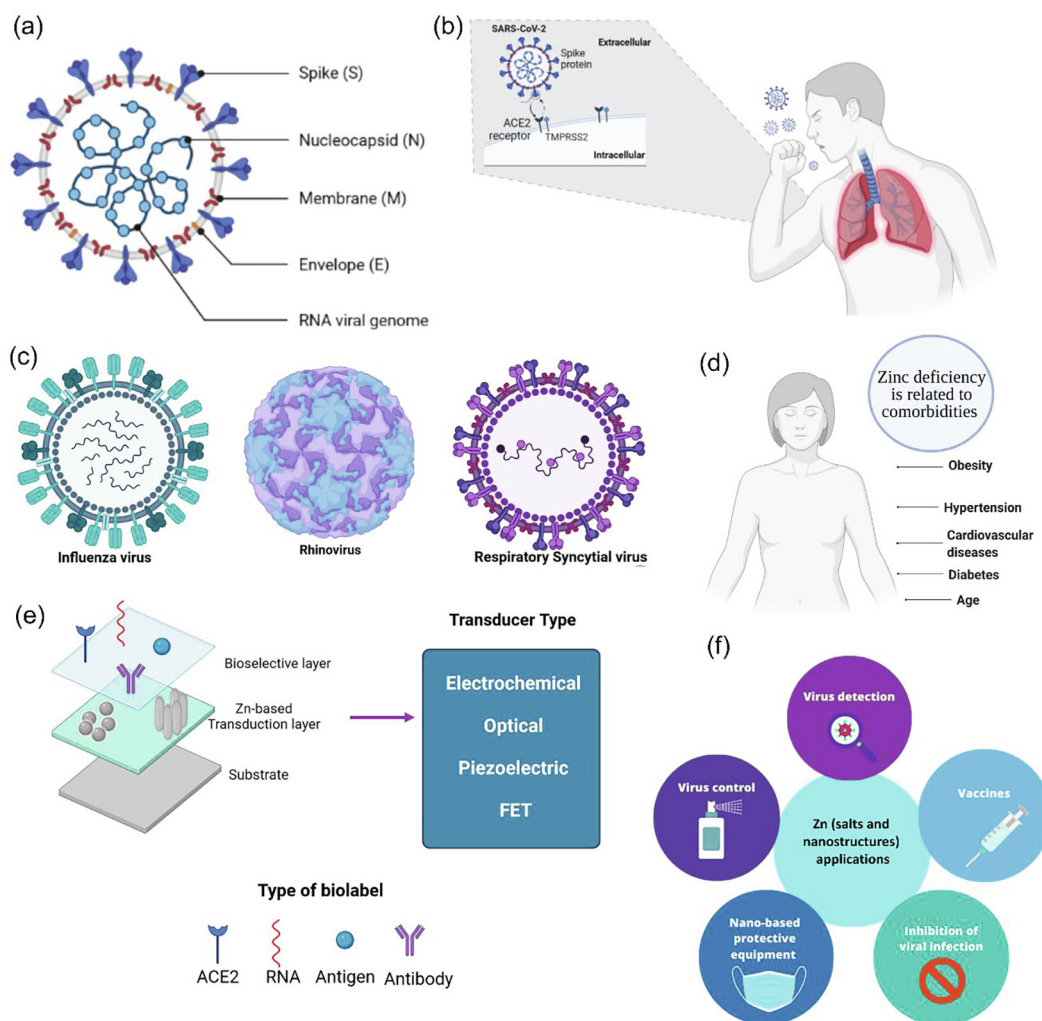 (a)
Spike (S)
Nucleocapsid (N)
Membrane (M)
Envelope (E)
RNA viral genome
(b)
SARS-CoV-2
Extracellular
Spike
protein
ACE2
receptor
TMPRSS2
Intracellular
(c)
Influenza virus
Rhinovirus
Respiratory Syncytial virus
(d)
Zinc deficiency
is related to
comorbidities
Obesity
Hypertension
Cardiovascular
diseases
Diabetes
Age
(e)
Bioselective layer
Zn-based
Transduction layer
Substrate
Transducer Type
Electrochemical
Optical
Piezoelectric
FET
Type of biolabel
ACE2
RNA
Antigen
Antibody
(f)
Virus detection
Virus control
Vaccines
Zn (salts and
nanostructures)
applications
Nano-based
protective
equipment
Inhibition of
viral infection